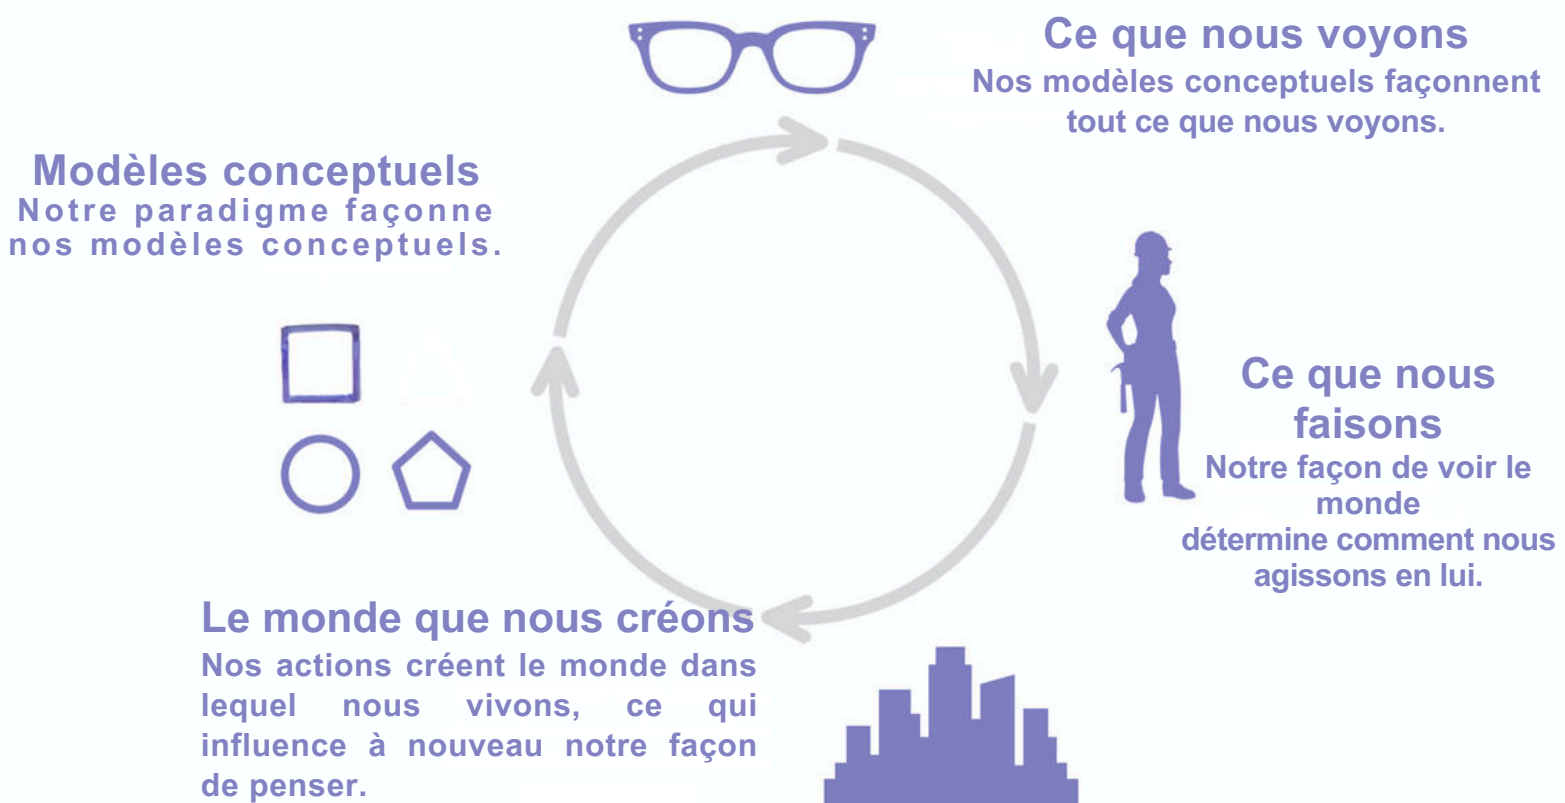 Ce que nous voyons
Nos modèles conceptuels façonnent
tout ce que nous voyons.
Modèles conceptuels
Notre paradigme façonne
nos modèles conceptuels.
Ce que nous
faisons
Notre façon de voir le
monde
détermine comment nous
agissons en lui.
Le monde que nous créons
Nos actions créent le monde dans
lequel nous vivons, ce qui
influence à nouveau notre façon
de penser.